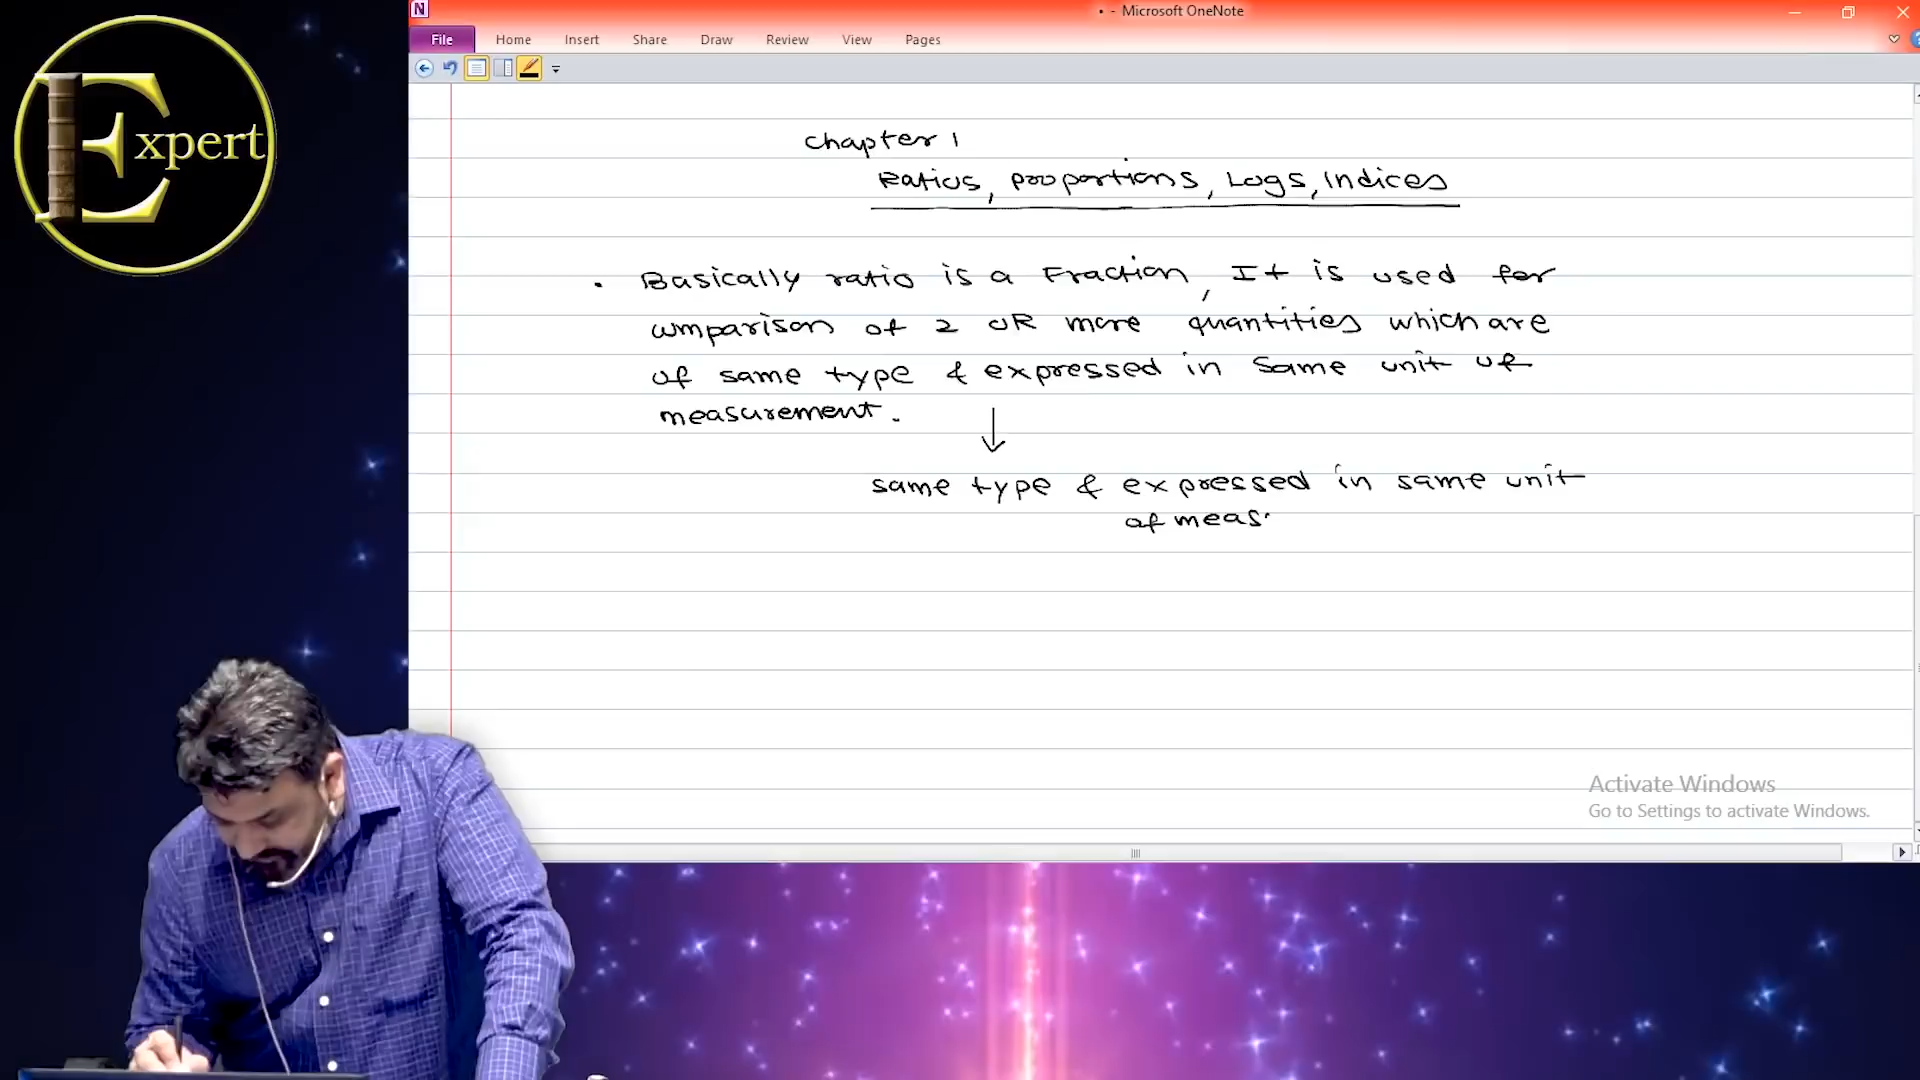 Expert
• - Microsoft OneNote
File Home Insert Share Draw Review View Pages
Chapter 1
Ratios, Proportions, Logs, Indices
. Basically ratio is a Fraction, It is used for
comparison of 2 OR more quantities which are
of same type & expressed in same unit of
measurement.
↓
same type & expressed in same unit
of meas.
Activate Windows
Go to Settings to activate Windows.